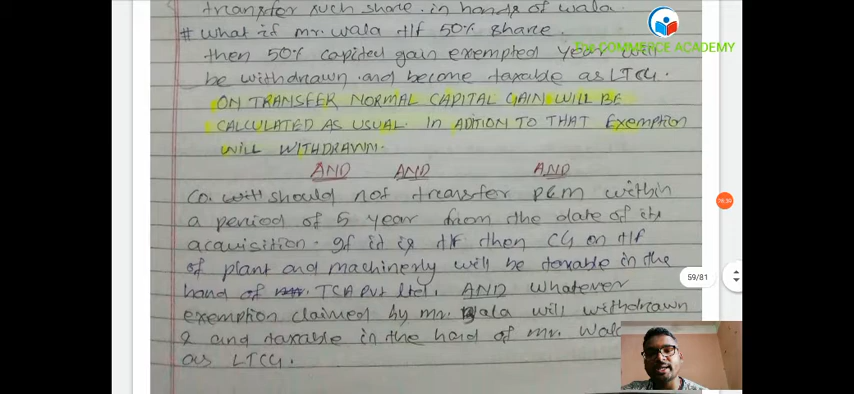 transfer such share in hands of wala.
# What if mr. wala t/f 50% share.
then 50% capital gain exempted year will
be withdrawn and become taxable as LTCG.
ON TRANSFER NORMAL CAPITAL GAIN WILL BE
CALCULATED AS USUAL. In ADITION TO THAT Exemption
WILL WITHDRAWN.
AND AND AND
Co. should not transfer P&M within
a period of 5 year from the date of its
acquisition. If it is t/f then CG on t/f
of plant and machinerly will be taxable in the
hand of TCA Pvt Ltd. AND Whatever
exemption claimed by mr. Wala will withdrawn
& and taxable in the hand of mr. Wala
as LTCG.
COMMERCE ACADEMY
59/81